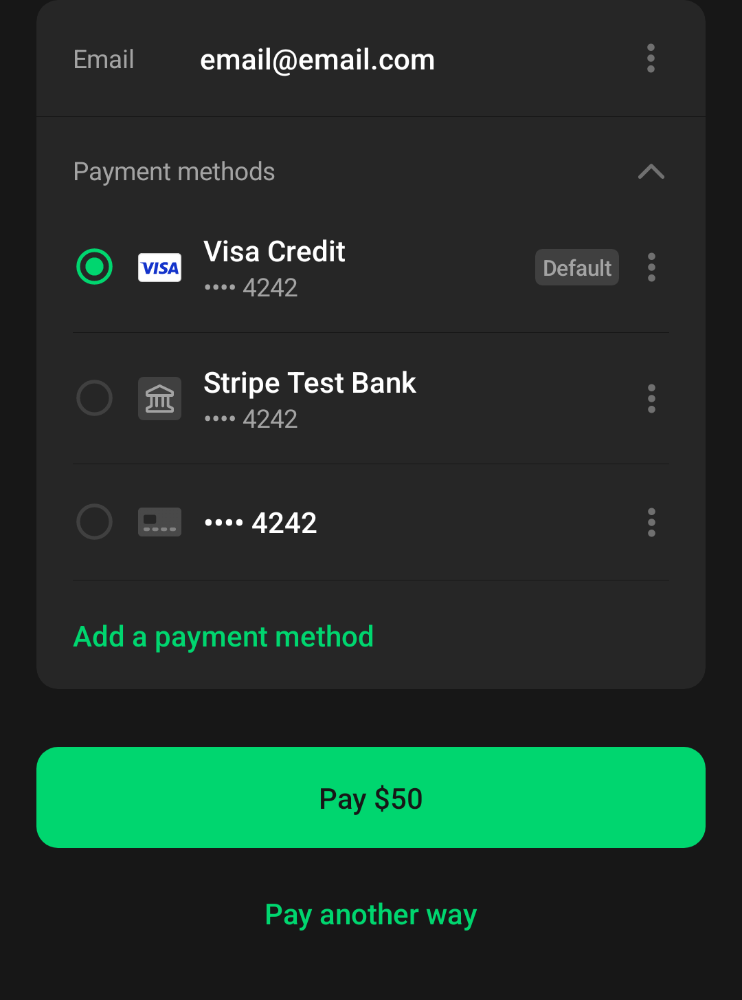 Email email@email.com
Payment methods
VISA Visa Credit Default
•••• 4242
Stripe Test Bank
•••• 4242
•••• 4242
Add a payment method
Pay $50
Pay another way